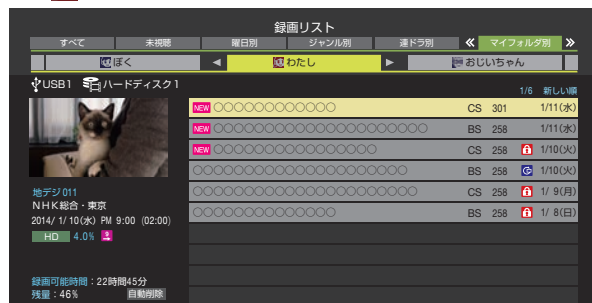 録画リスト
すべて 未視聴 曜日別 ジャンル別 連ドラ別 マイフォルダ別
ぼく わたし おじいちゃん
USB1 ハードディスク1
1/6 新しい順
NEW 〇〇〇〇〇〇〇〇〇〇〇〇 CS 301 1/11(水)
NEW 〇〇〇〇〇〇〇〇〇〇〇〇〇〇〇〇〇〇〇〇〇 BS 258 1/11(水)
NEW 〇〇〇〇〇〇〇〇〇〇〇〇〇〇〇〇 CS 258 1/10(火)
〇〇〇〇〇〇〇〇〇〇〇〇〇〇〇〇〇〇〇〇〇 BS 258 1/10(火)
〇〇〇〇〇〇〇〇〇〇〇〇〇〇〇〇〇〇〇〇〇〇 CS 258 1/ 9(月)
〇〇〇〇〇〇〇〇〇〇〇〇〇〇 BS 258 1/ 8(日)
地デジ011
NHK総合・東京
2014/ 1/10(水) PM 9:00 (02:00)
HD 4.0%
録画可能時間：22時間45分
残量：46% 自動削除